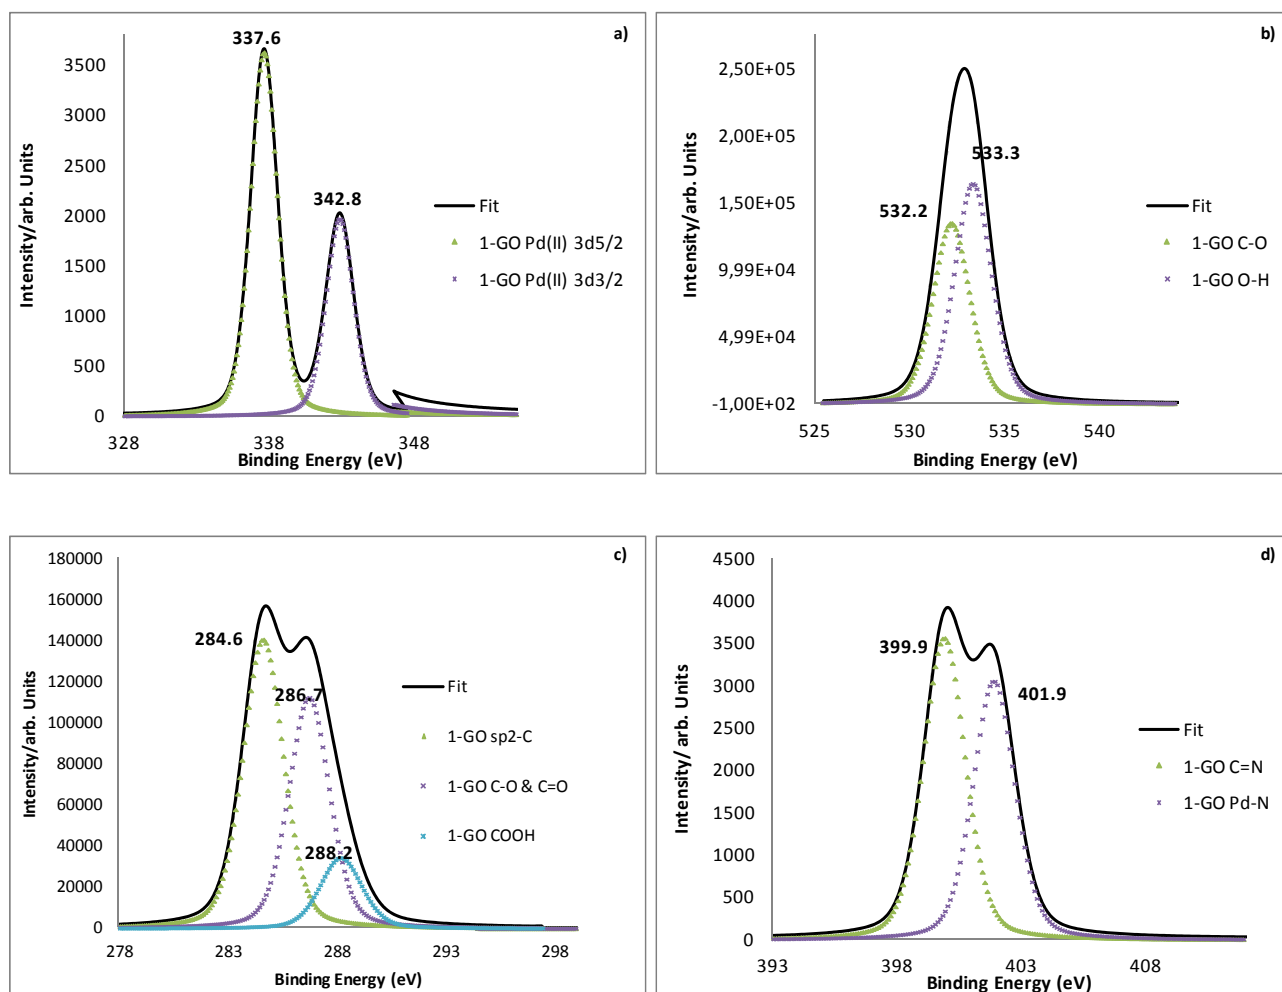 a)
337.6
3500
3000
2500
2000
1500
1000
500
0
342.8
Intensity/arb. Units
Fit
1-GO Pd(II) 3d5/2
1-GO Pd(II) 3d3/2
328
338
348
Binding Energy (eV)
b)
2,50E+05
2,00E+05
1,50E+05
9,99E+04
4,99E+04
-1,00E+02
533.3
532.2
Intensity/arb. Units
Fit
1-GO C-O
1-GO O-H
525
530
535
540
Binding Energy (eV)
c)
180000
160000
140000
120000
100000
80000
60000
40000
20000
0
284.6
286.7
288.2
Intensity/arb. Units
Fit
1-GO sp2-C
1-GO C-O & C=O
1-GO COOH
278
283
288
293
298
Binding Energy (eV)
d)
4500
4000
3500
3000
2500
2000
1500
1000
500
0
399.9
401.9
Intensity/ arb. Units
Fit
1-GO C=N
1-GO Pd-N
393
398
403
408
Binding Energy (eV)